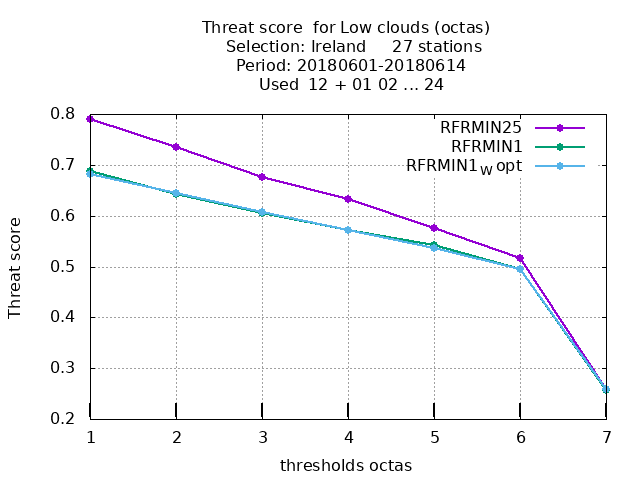 Threat score for Low clouds (octas)
Selection: Ireland 27 stations
Period: 20180601-20180614
Used 12 + 01 02 ... 24
RFRMIN25
RFRMIN1
RFRMIN1w opt
0.8
0.7
0.6
0.5
0.4
0.3
0.2
Threat score
1 2 3 4 5 6 7
thresholds octas